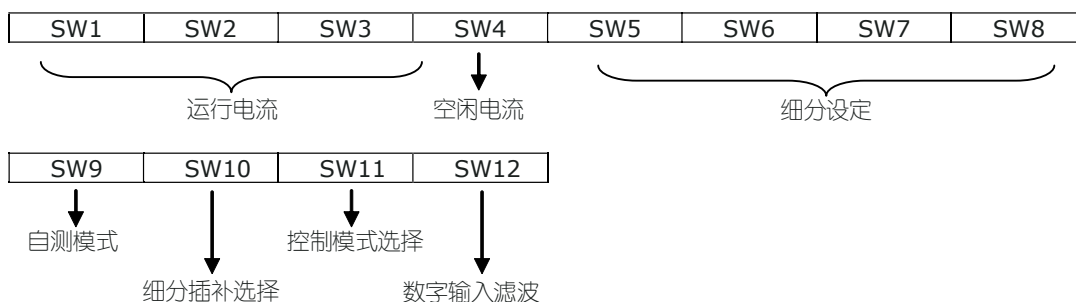 SW1 SW2 SW3 SW4 SW5 SW6 SW7 SW8
运行电流 空闲电流 细分设定
SW9 SW10 SW11 SW12
自测模式 控制模式选择
细分插补选择 数字输入滤波